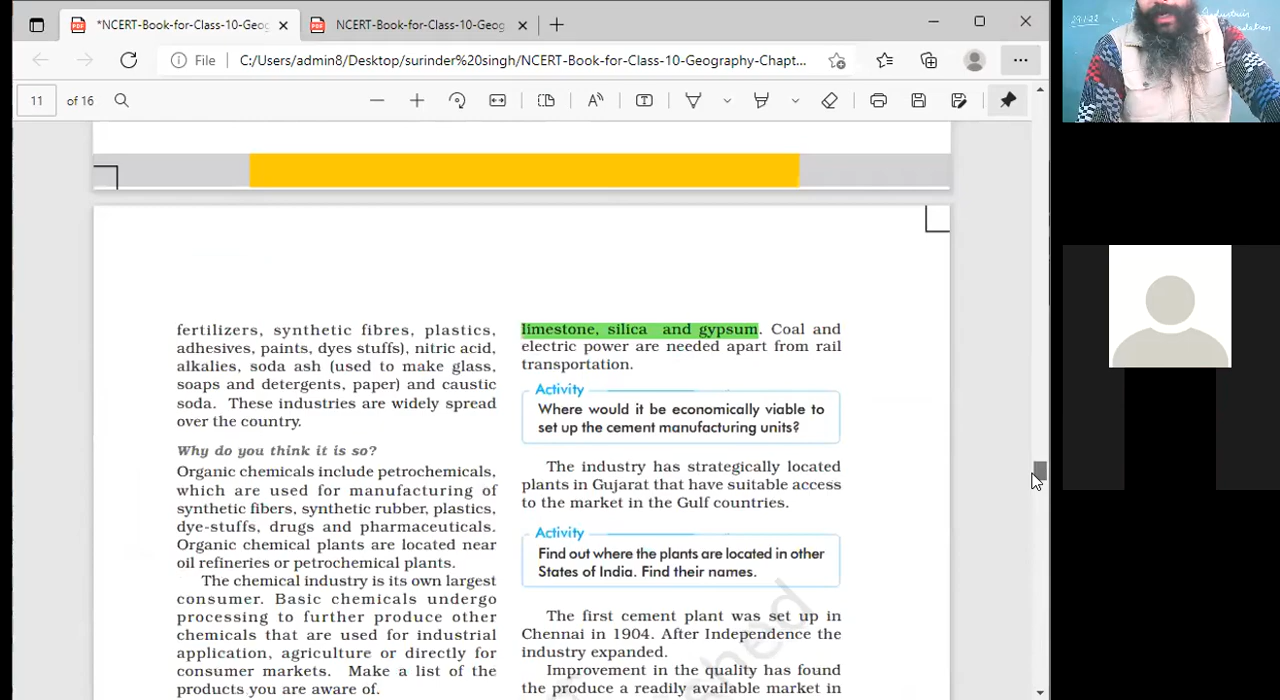 *NCERT-Book-for-Class-10-Geog
NCERT-Book-for-Class-10-Geog
File
C:/Users/admin8/Desktop/surinder%20singh/NCERT-Book-for-Class-10-Geography-Chapt...
11 of 16
29.1.22
fertilizers, synthetic fibres, plastics,
adhesives, paints, dyes stuffs), nitric acid,
alkalies, soda ash (used to make glass,
soaps and detergents, paper) and caustic
soda. These industries are widely spread
over the country.
Why do you think it is so?
Organic chemicals include petrochemicals,
which are used for manufacturing of
synthetic fibers, synthetic rubber, plastics,
dye-stuffs, drugs and pharmaceuticals.
Organic chemical plants are located near
oil refineries or petrochemical plants.
The chemical industry is its own largest
consumer. Basic chemicals undergo
processing to further produce other
chemicals that are used for industrial
application, agriculture or directly for
consumer markets. Make a list of the
products you are aware of.
limestone, silica and gypsum. Coal and
electric power are needed apart from rail
transportation.
Activity
Where would it be economically viable to
set up the cement manufacturing units?
The industry has strategically located
plants in Gujarat that have suitable access
to the market in the Gulf countries.
Activity
Find out where the plants are located in other
States of India. Find their names.
The first cement plant was set up in
Chennai in 1904. After Independence the
industry expanded.
Improvement in the quality has found
the produce a readily available market in